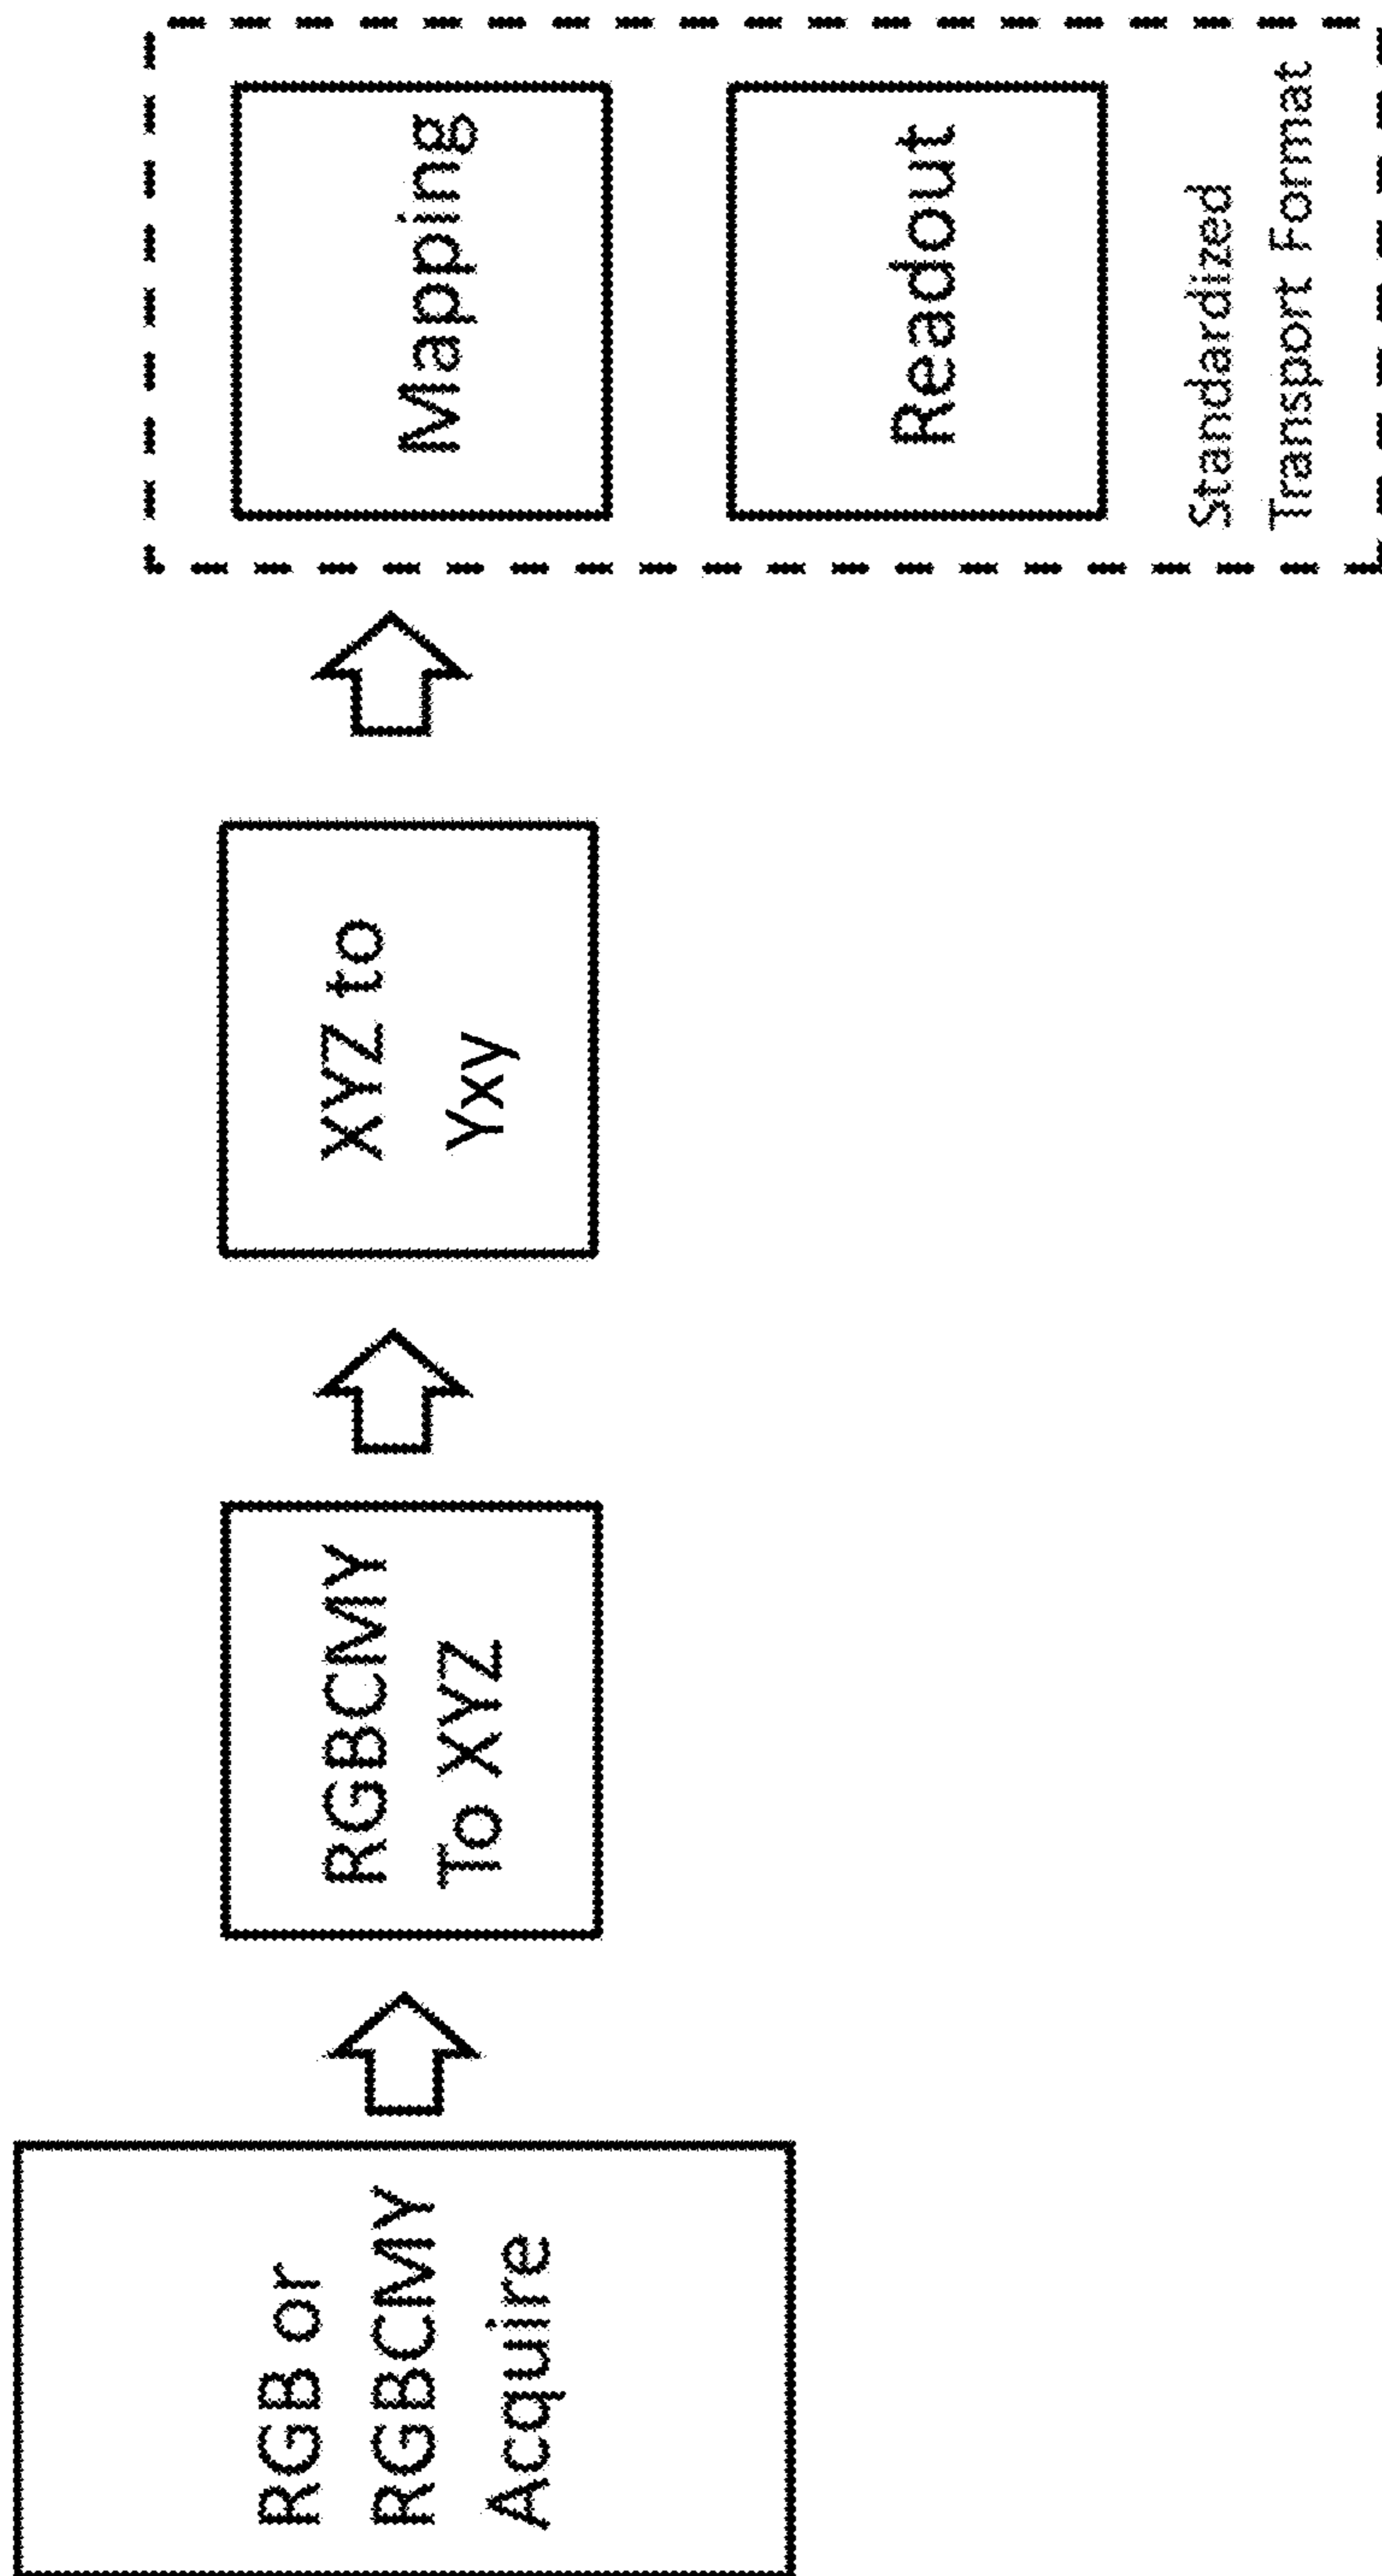 RGB or
RGBCMY
Acquire
RGBCMY
To XYZ
XYZ to
Yxy
Mapping
Readout
Standardized
Transport Format